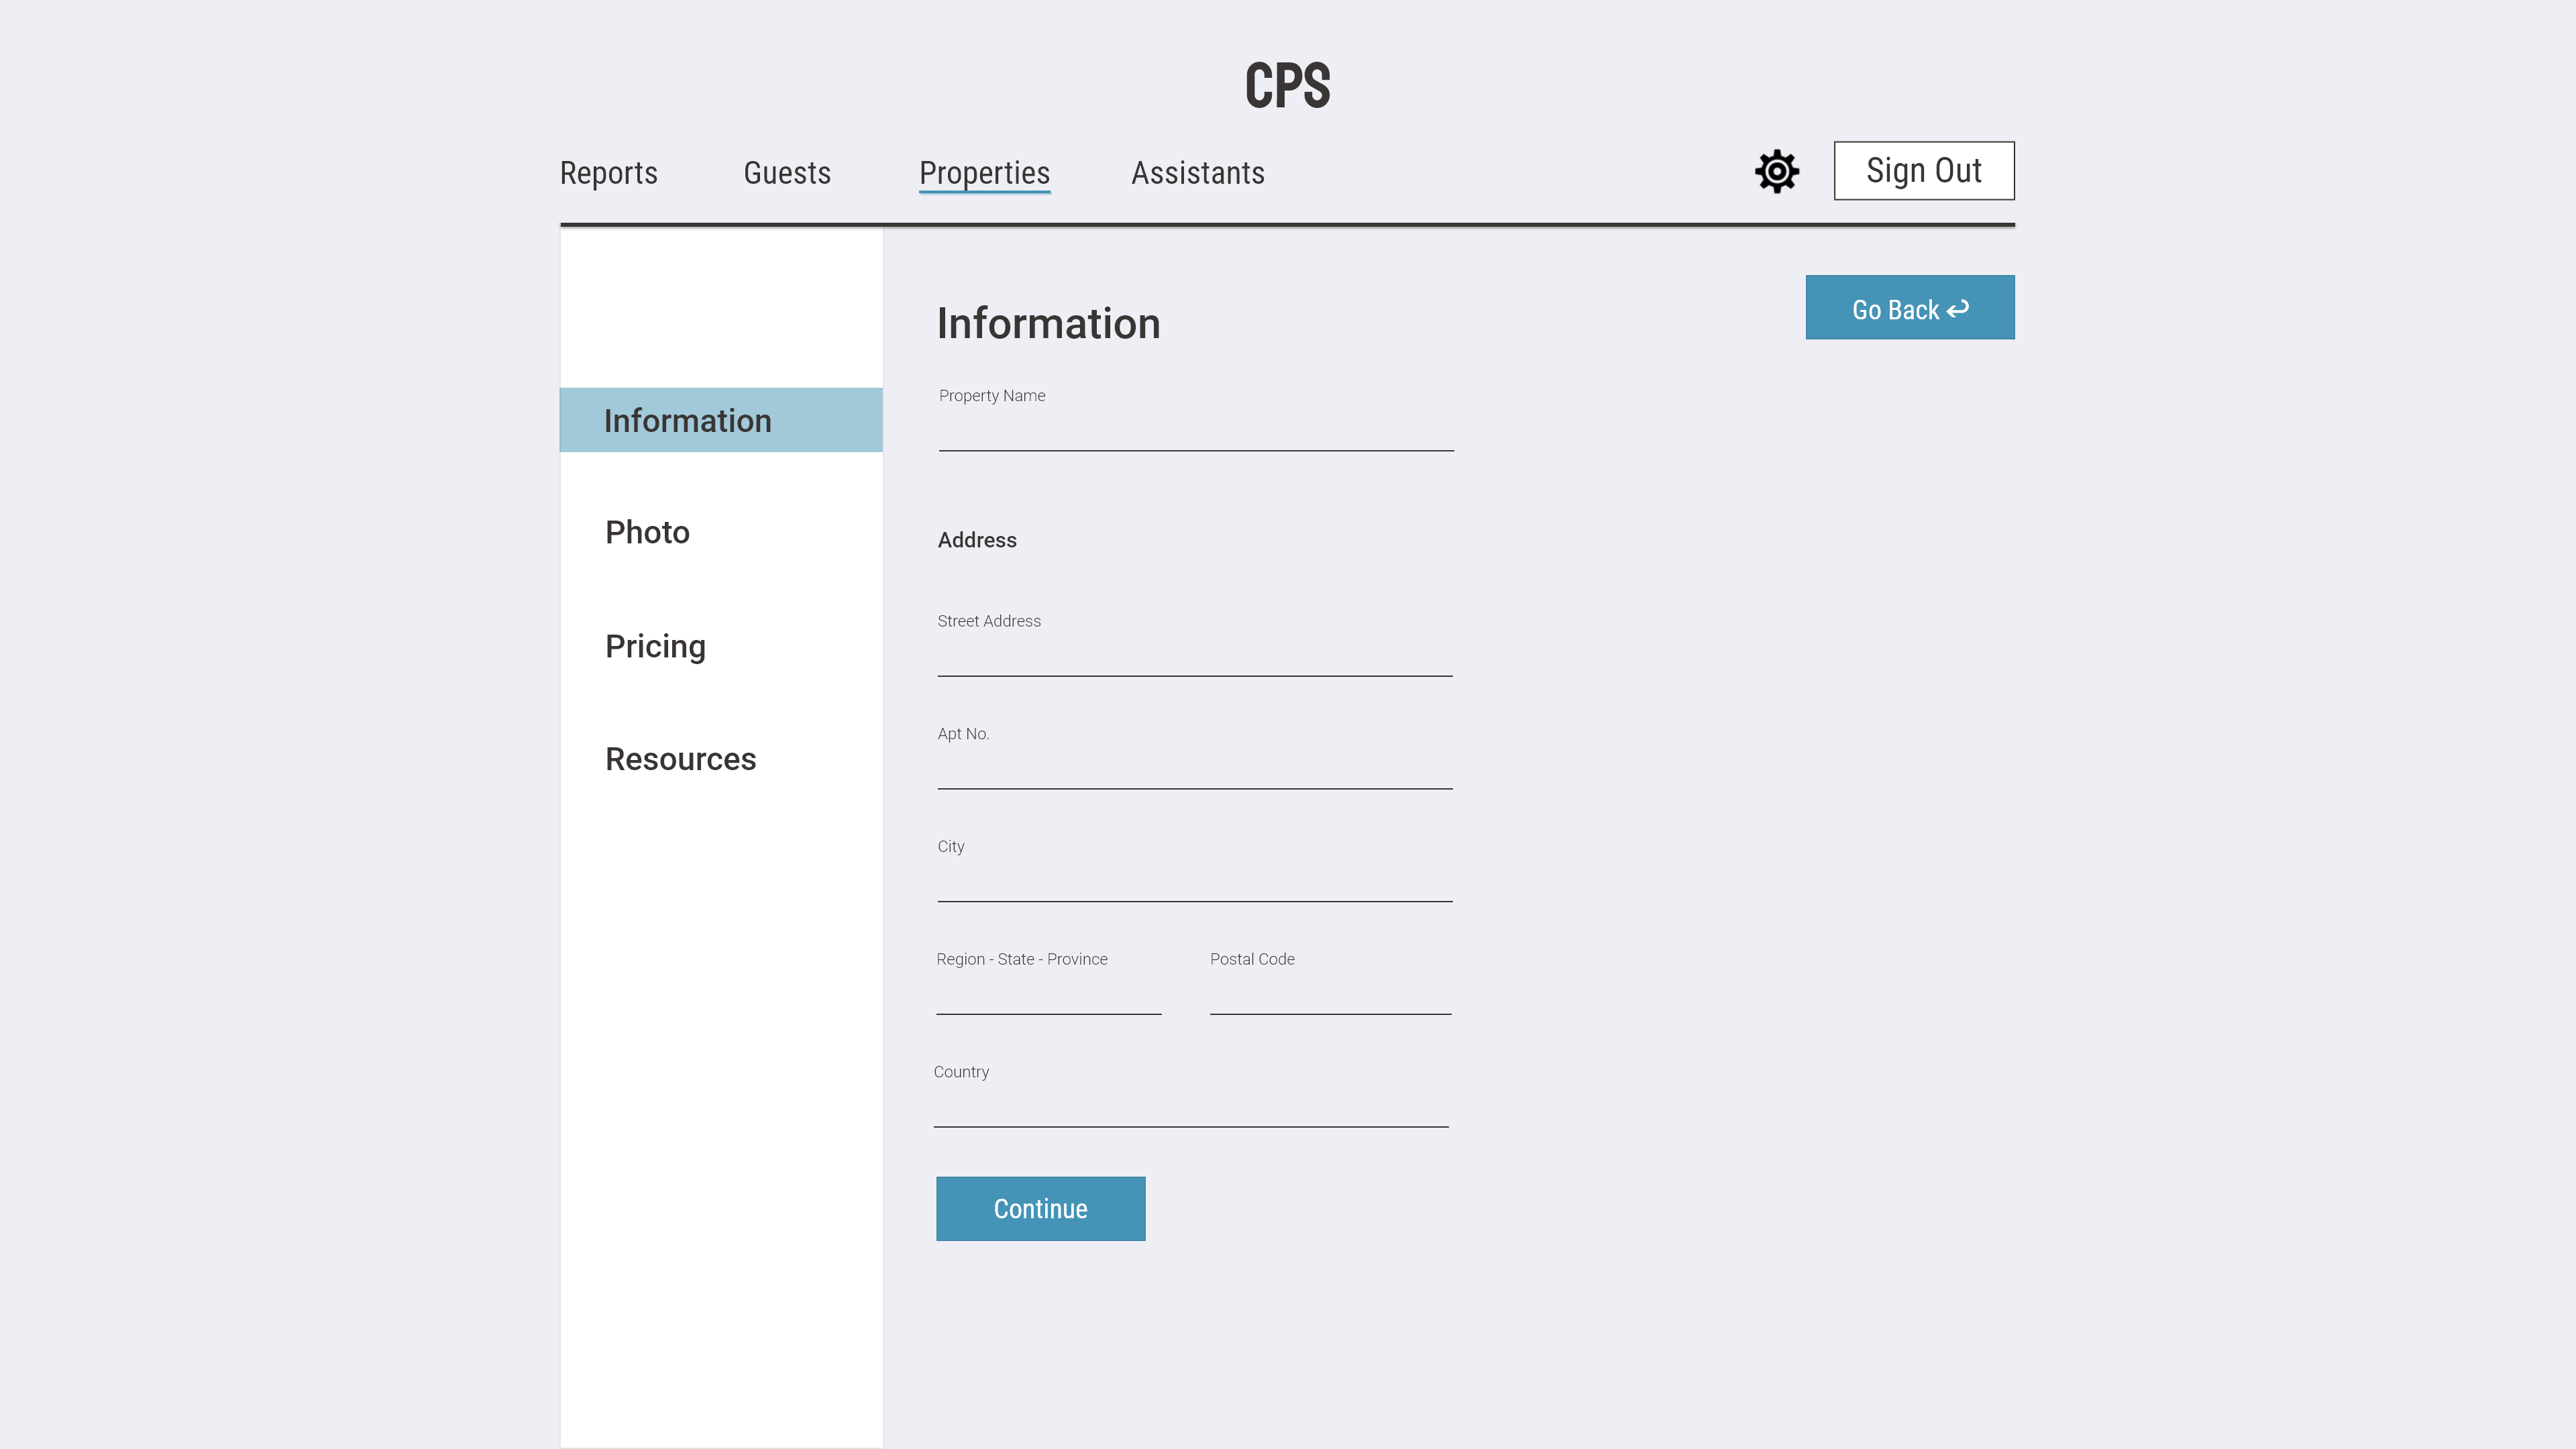 CPS
Reports Guests Properties Assistants Sign Out
Go Back
Information
Information
Photo
Pricing
Resources
Property Name
Address
Street Address
Apt No.
City
Region - State - Province Postal Code
Country
Continue